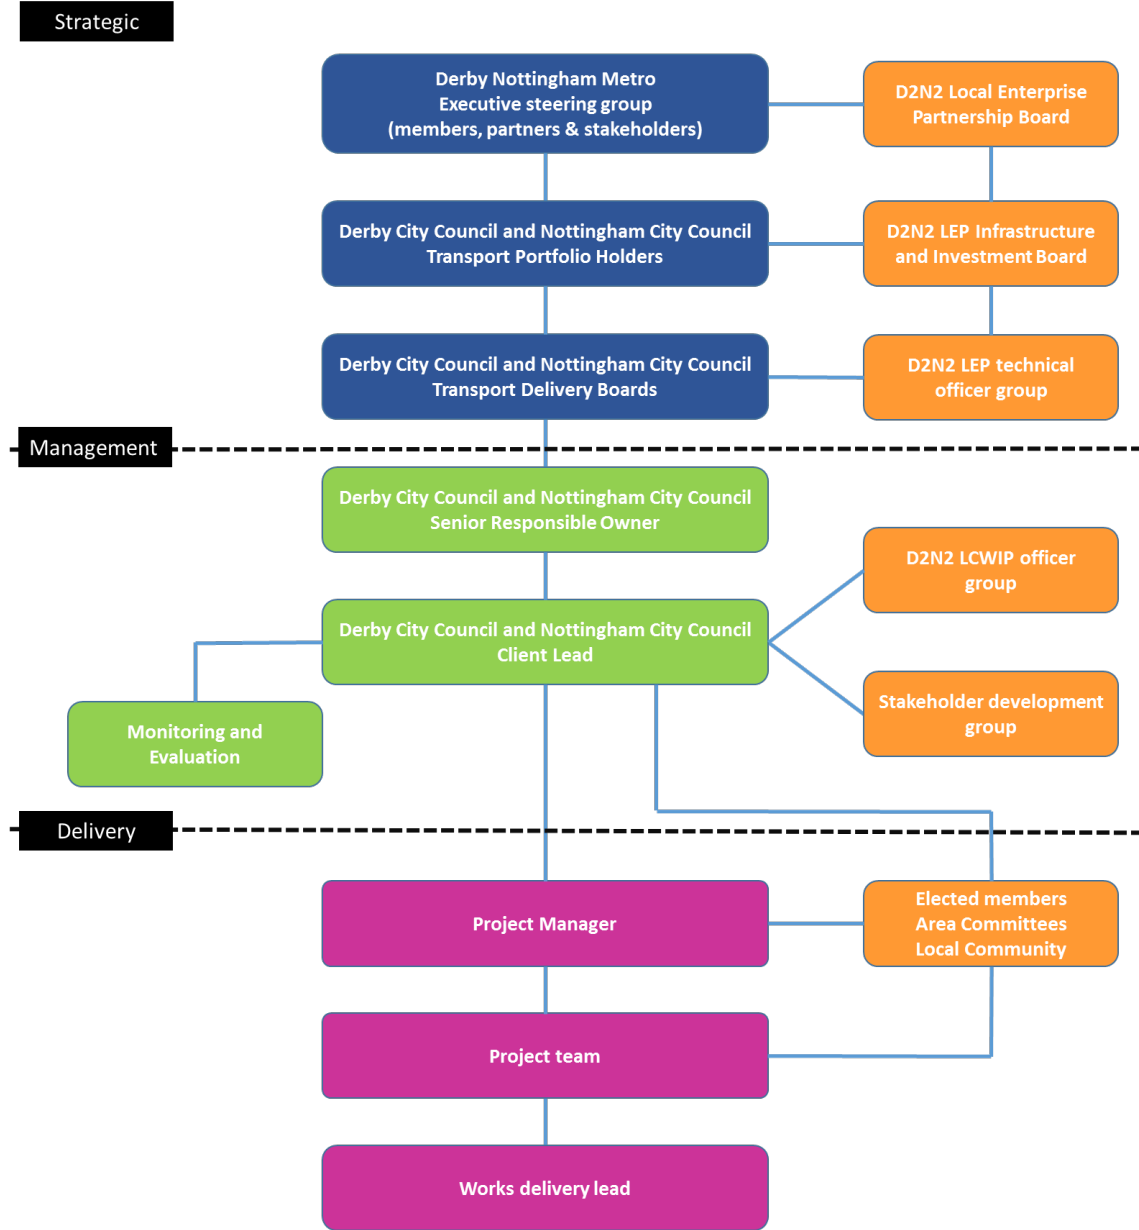 Strategic
Derby Nottingham Metro
Executive steering group
(members, partners & stakeholders)
D2N2 Local Enterprise
Partnership Board
Derby City Council and Nottingham City Council
Transport Portfolio Holders
D2N2 LEP Infrastructure
and Investment Board
Derby City Council and Nottingham City Council
Transport Delivery Boards
D2N2 LEP technical
officer group
Management
Derby City Council and Nottingham City Council
Senior Responsible Owner
D2N2 LCWIP officer
group
Derby City Council and Nottingham City Council
Client Lead
Stakeholder development
group
Monitoring and
Evaluation
Delivery
Project Manager
Elected members
Area Committees
Local Community
Project team
Works delivery lead